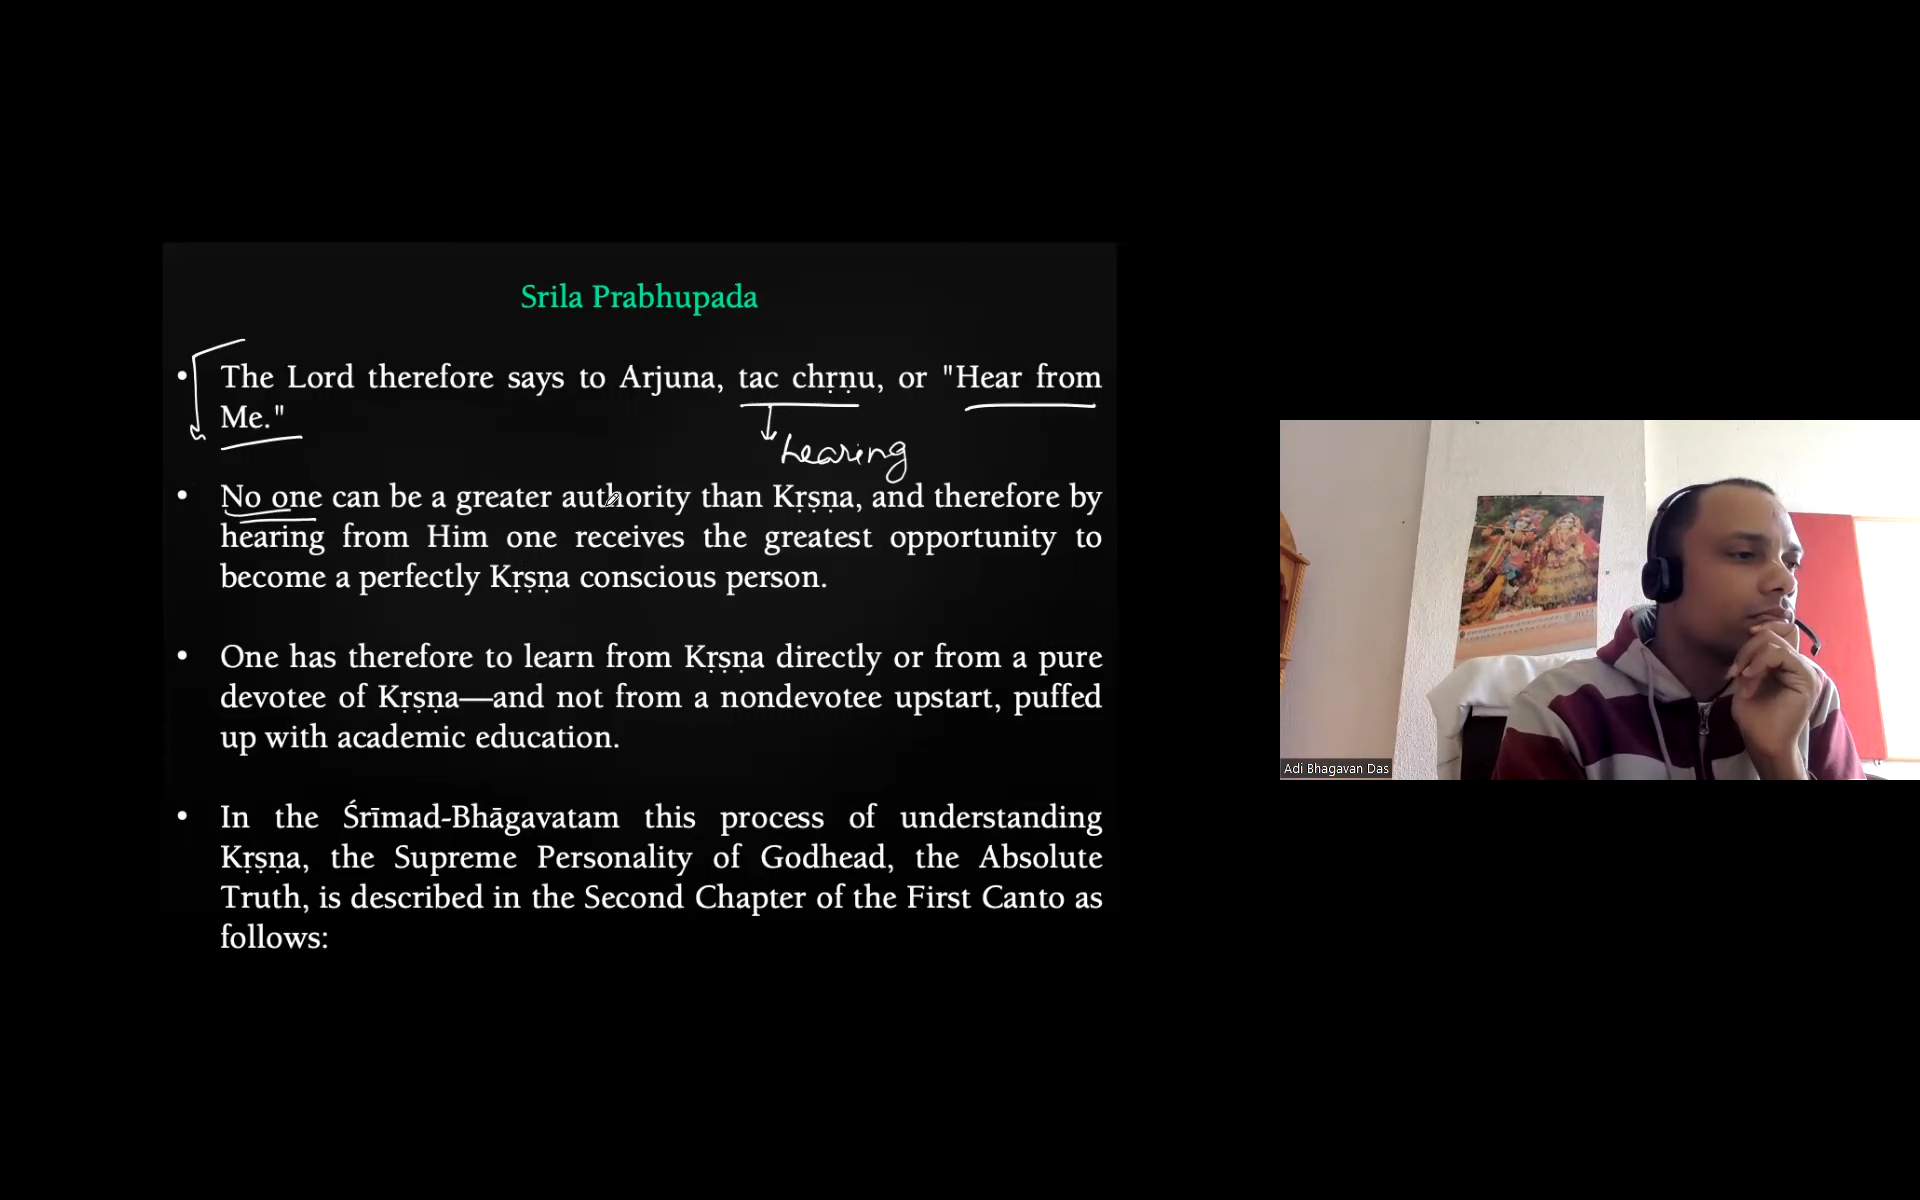 Srila Prabhupada
• The Lord therefore says to Arjuna, tac chṛṇu, or "Hear from
Me."
hearing
• No one can be a greater authority than Kṛṣṇa, and therefore by
hearing from Him one receives the greatest opportunity to
become a perfectly Kṛṣṇa conscious person.
• One has therefore to learn from Kṛṣṇa directly or from a pure
devotee of Kṛṣṇa—and not from a nondevotee upstart, puffed
up with academic education.
• In the Śrīmad-Bhāgavatam this process of understanding
Kṛṣṇa, the Supreme Personality of Godhead, the Absolute
Truth, is described in the Second Chapter of the First Canto as
follows:
Adi Bhagavan Das